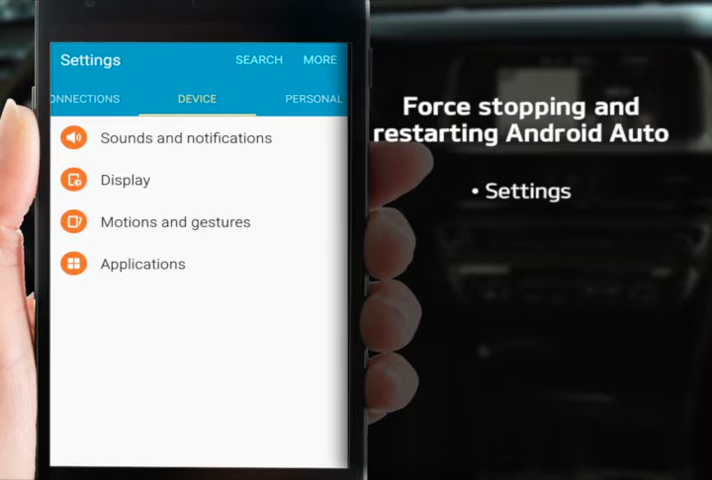 Settings SEARCH MORE
ONNECTIONS DEVICE PERSONAL
Sounds and notifications
Display
Motions and gestures
Applications
Force stopping and
restarting Android Auto
• Settings